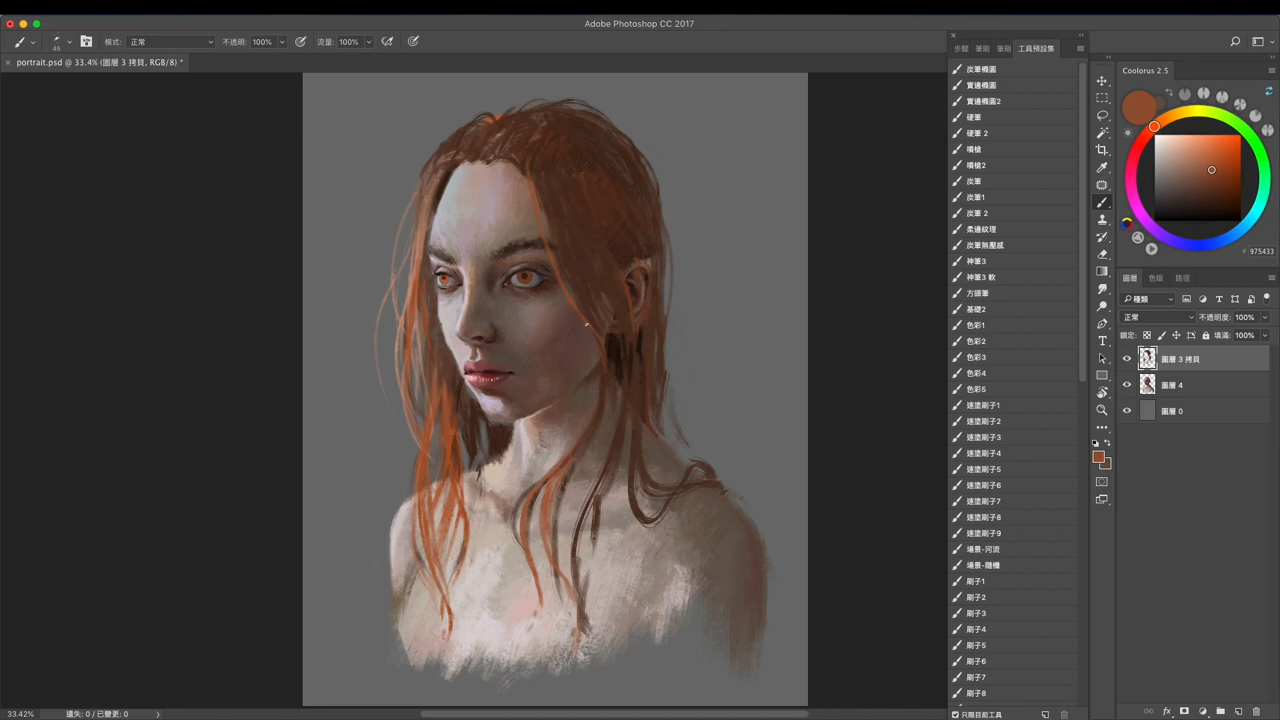 Adobe Photoshop CC 2017
45
模式: 正常
不透明: 100%
流量: 100%
portrait.psd @ 33.4% (圖層 3 拷貝, RGB/8) *
步驟
筆刷
筆刷
工具預設集
炭筆橢圓
實邊橢圓
實邊橢圓2
硬筆
硬筆 2
噴槍
噴槍2
炭筆
炭筆1
炭筆 2
柔邊紋理
炭筆無壓感
神筆3
神筆3 軟
方頭筆
基礎2
色彩1
色彩2
色彩3
色彩4
色彩5
速塗刷子1
速塗刷子2
速塗刷子3
速塗刷子4
速塗刷子5
速塗刷子6
速塗刷子7
速塗刷子8
速塗刷子9
場景-河流
場景-隨機
刷子1
刷子2
刷子3
刷子4
刷子5
刷子6
刷子7
刷子8
只限目前工具
Coolorus 2.5
# 975433
圖層
色版
路徑
種類
正常
不透明度: 100%
鎖定:
填滿: 100%
圖層 3 拷貝
圖層 4
圖層 0
33.42%
遺失: 0 / 已變更: 0